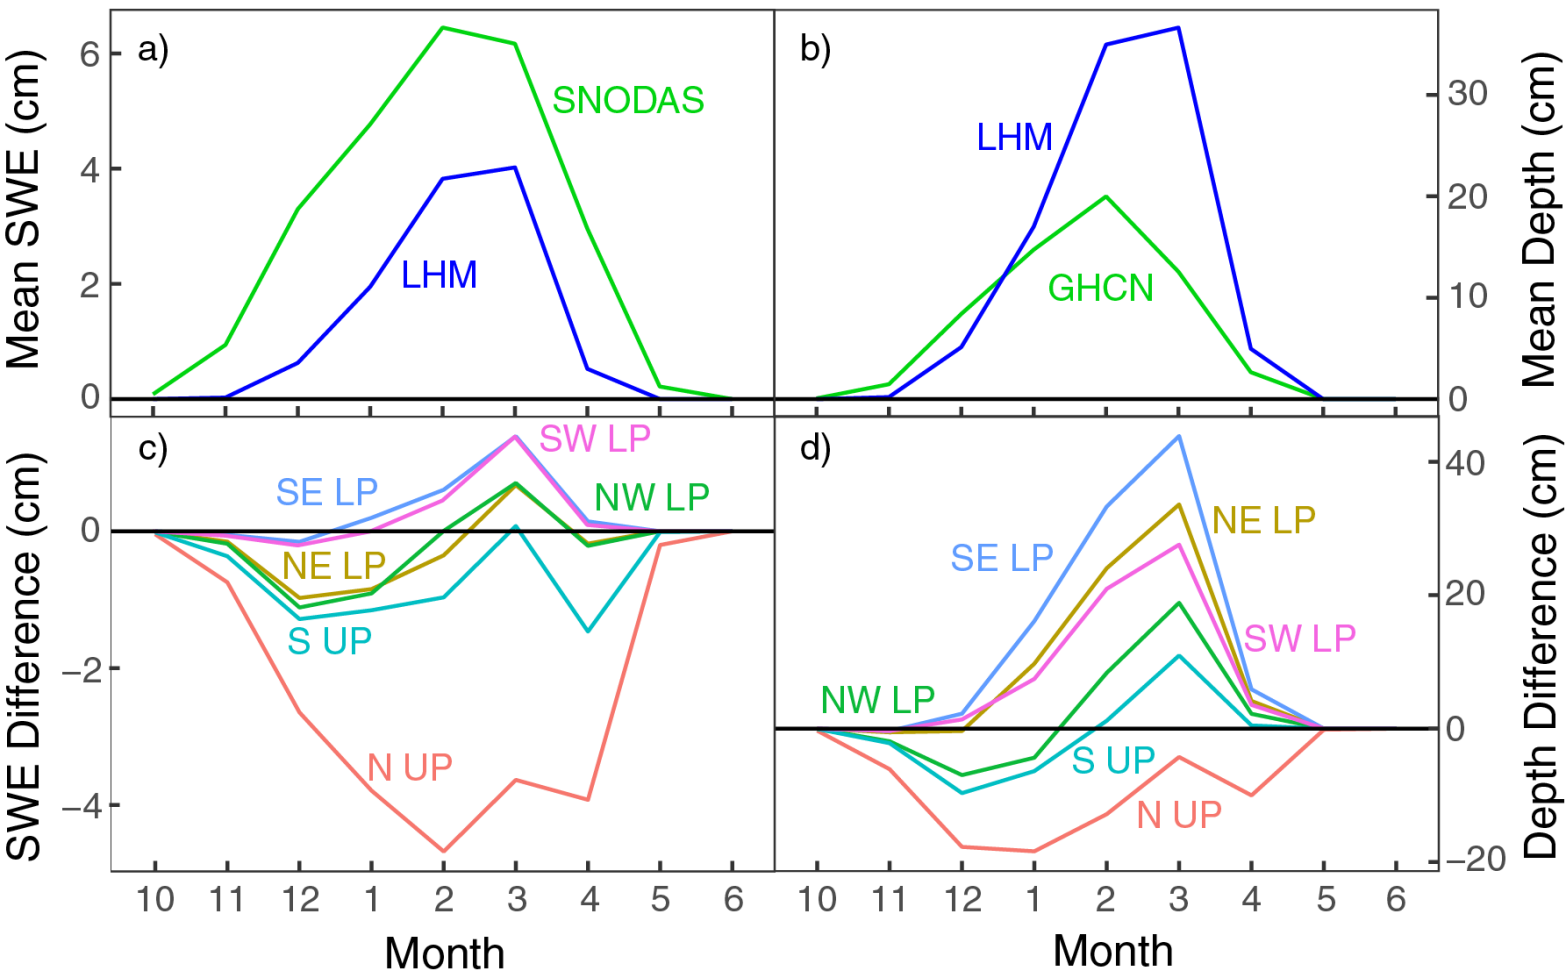 a)
Mean SWE (cm)
6
4
2
0
SNODAS
LHM
b)
LHM
GHCN
30
20
10
0
Mean Depth (cm)
c)
SWE Difference (cm)
0
−2
−4
SW LP
SE LP
NW LP
NE LP
S UP
N UP
10 11 12 1 2 3 4 5 6
Month
d)
NE LP
SE LP
SW LP
NW LP
S UP
N UP
40
20
0
−20
Depth Difference (cm)
10 11 12 1 2 3 4 5 6
Month